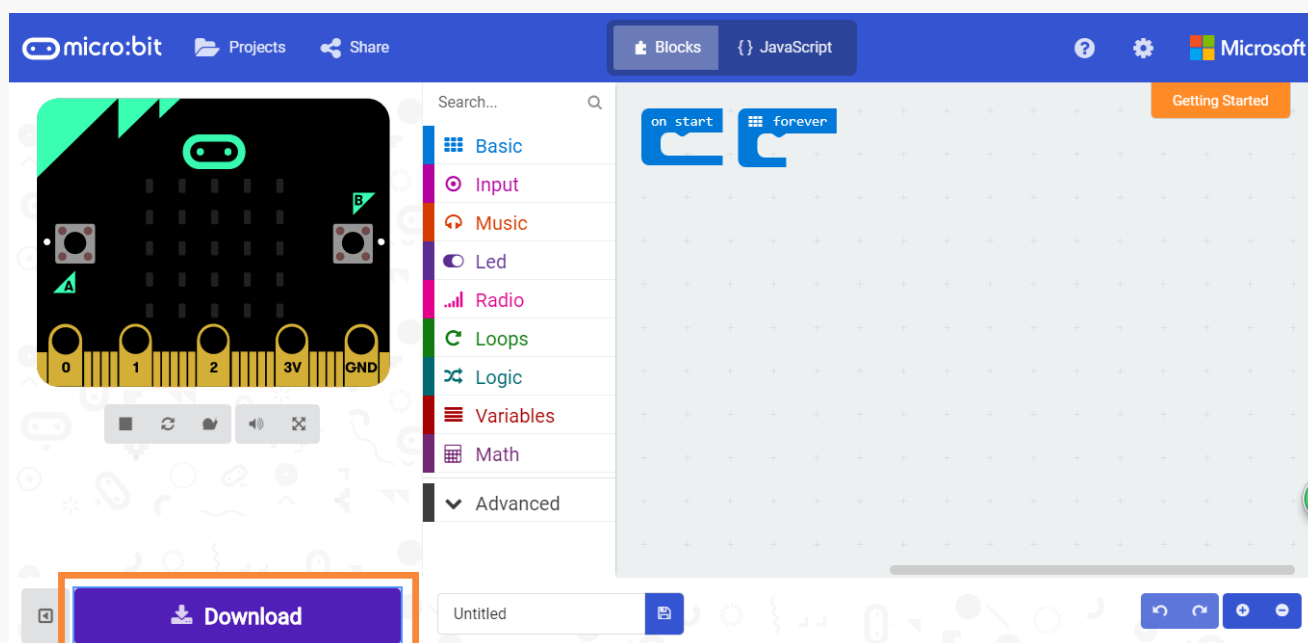 micro:bit Projects Share Blocks {} JavaScript ? Microsoft
Getting Started
Search...
on start forever
Basic
Input
Music
Led
Radio
Loops
Logic
Variables
Math
Advanced
B
A
0 1 2 3V GND
Download
Untitled